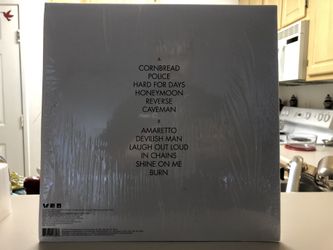 A
CORNBREAD
POLICE
HARD FOR DAYS
HONEYMOON
REVERSE
CAVEMAN
B
AMARETTO
DEVILISH MAN
LAUGH OUT LOUD
IN CHAINS
SHINE ON ME
BURN